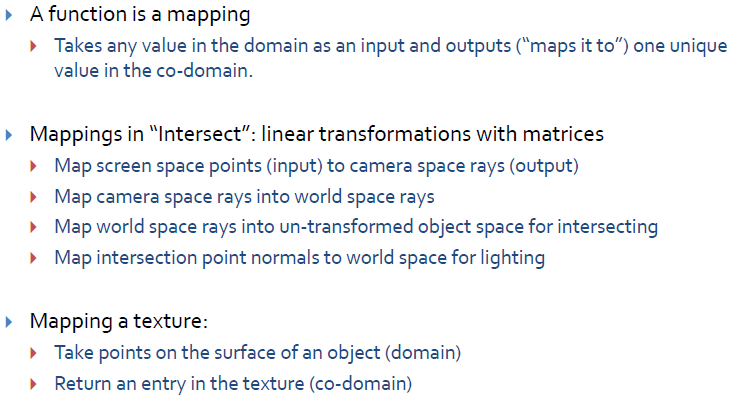 A function is a mapping
Takes any value in the domain as an input and outputs (“maps it to”) one unique
value in the co-domain.
Mappings in “Intersect”: linear transformations with matrices
Map screen space points (input) to camera space rays (output)
Map camera space rays into world space rays
Map world space rays into un-transformed object space for intersecting
Map intersection point normals to world space for lighting
Mapping a texture:
Take points on the surface of an object (domain)
Return an entry in the texture (co-domain)